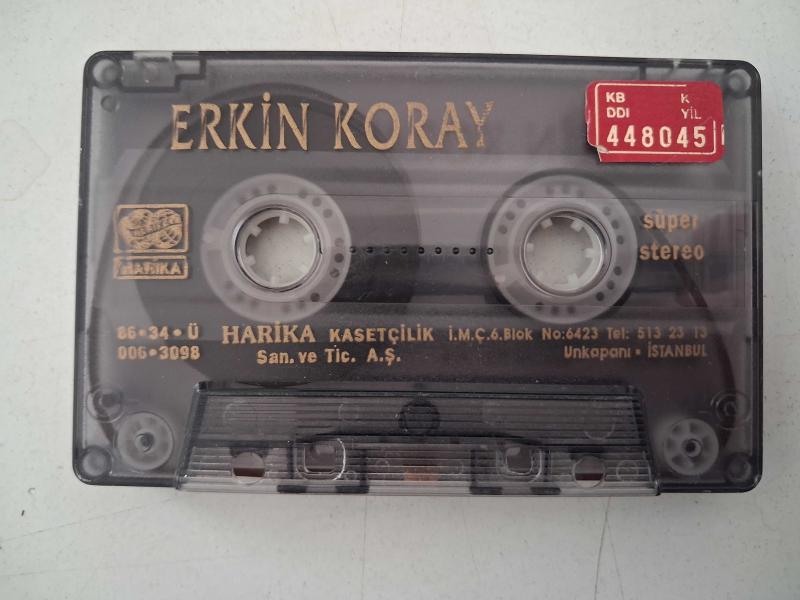 ERKİN KORAY
KB K
DDI YIL
448045
süper
stereo
HARİKA
86•34•Ü
006•3098
HARİKA KASETÇİLİK İ.M.Ç.6.Blok No:6423 Tel: 513 23 13
San. ve Tic. A.Ş. Unkapanı • İSTANBUL